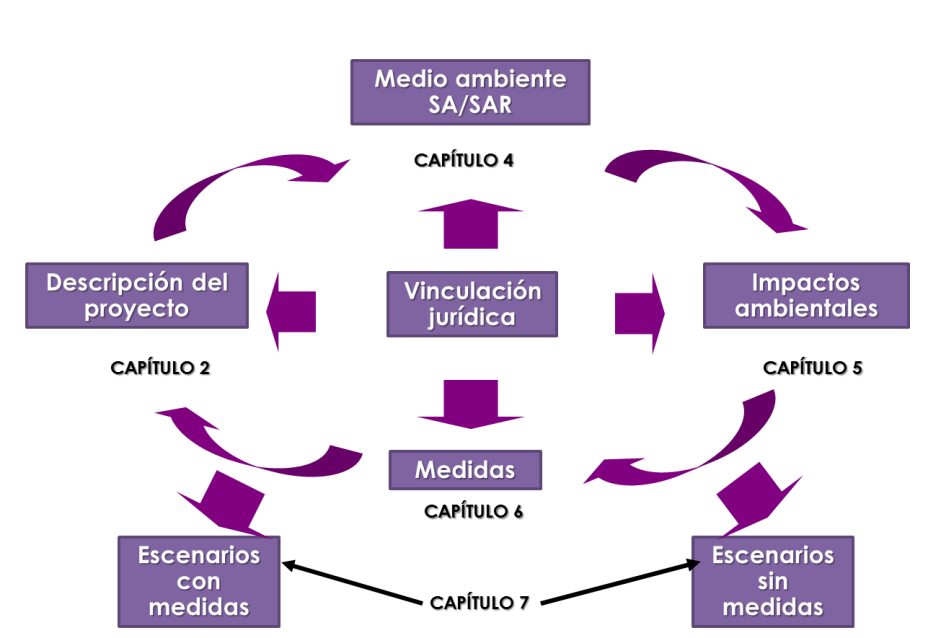 Medio ambiente
SA/SAR
CAPÍTULO 4
Descripción del
proyecto
CAPÍTULO 2
Vinculación
jurídica
Impactos
ambientales
CAPÍTULO 5
Medidas
CAPÍTULO 6
Escenarios
con
medidas
CAPÍTULO 7
Escenarios
sin
medidas